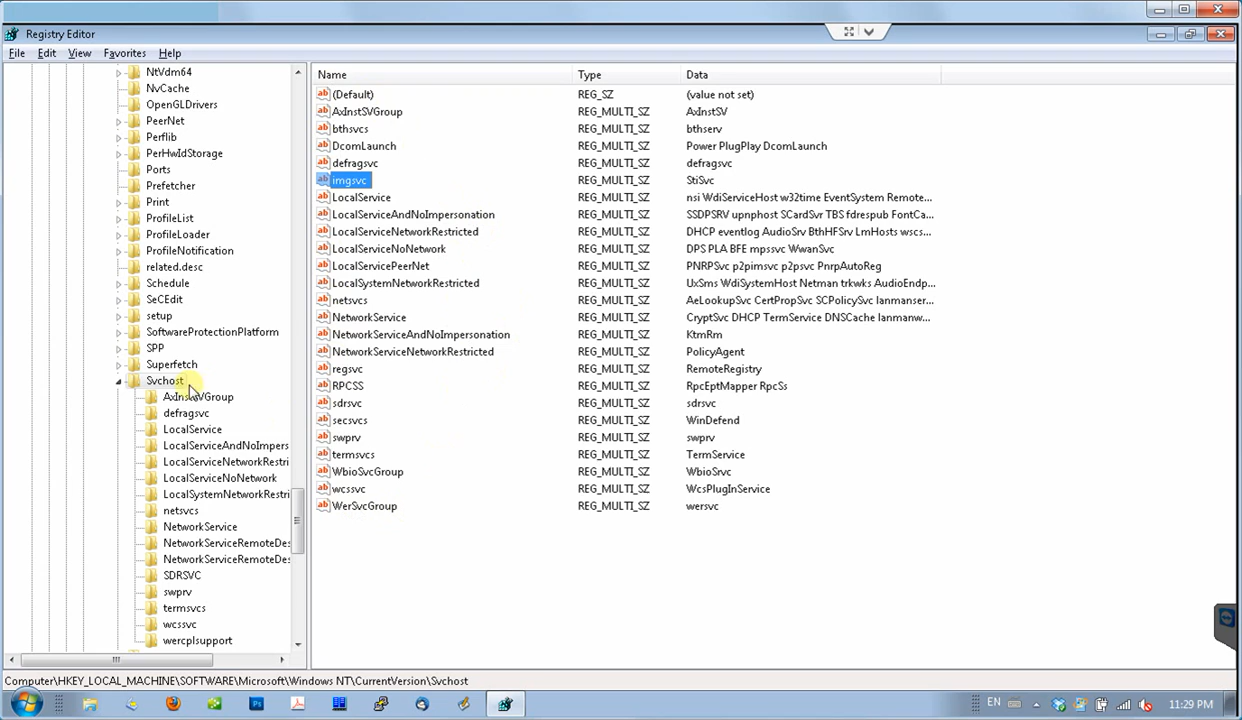 Registry Editor
File Edit View Favorites Help
NtVdm64
NvCache
OpenGLDrivers
PeerNet
Perflib
PerHwIdStorage
Ports
Prefetcher
Print
ProfileList
ProfileLoader
ProfileNotification
related.desc
Schedule
SeCEdit
setup
SoftwareProtectionPlatform
SPP
Superfetch
Svchost
AxInstSVGroup
defragsvc
LocalService
LocalServiceAndNoImpers
LocalServiceNetworkRestri
LocalServiceNoNetwork
LocalSystemNetworkRestri
netsvcs
NetworkService
NetworkServiceRemoteDes
NetworkServiceRemoteDes
SDRSVC
swprv
termsvcs
wcssvc
wercplsupport
Name Type Data
(Default) REG_SZ (value not set)
AxInstSVGroup REG_MULTI_SZ AxInstSV
bthsvcs REG_MULTI_SZ bthserv
DcomLaunch REG_MULTI_SZ Power PlugPlay DcomLaunch
defragsvc REG_MULTI_SZ defragsvc
imgsvc REG_MULTI_SZ StiSvc
LocalService REG_MULTI_SZ nsi WdiServiceHost w32time EventSystem Remote...
LocalServiceAndNoImpersonation REG_MULTI_SZ SSDPSRV upnphost SCardSvr TBS fdrespub FontCa...
LocalServiceNetworkRestricted REG_MULTI_SZ DHCP eventlog AudioSrv BthHFSrv LmHosts wscs...
LocalServiceNoNetwork REG_MULTI_SZ DPS PLA BFE mpssvc WwanSvc
LocalServicePeerNet REG_MULTI_SZ PNRPSvc p2pimsvc p2psvc PnrpAutoReg
LocalSystemNetworkRestricted REG_MULTI_SZ UxSms WdiSystemHost Netman trkwks AudioEndp...
netsvcs REG_MULTI_SZ AeLookupSvc CertPropSvc SCPolicySvc lanmanser...
NetworkService REG_MULTI_SZ CryptSvc DHCP TermService DNSCache lanmanw...
NetworkServiceAndNoImpersonation REG_MULTI_SZ KtmRm
NetworkServiceNetworkRestricted REG_MULTI_SZ PolicyAgent
regsvc REG_MULTI_SZ RemoteRegistry
RPCSS REG_MULTI_SZ RpcEptMapper RpcSs
sdrsvc REG_MULTI_SZ sdrsvc
secsvcs REG_MULTI_SZ WinDefend
swprv REG_MULTI_SZ swprv
termsvcs REG_MULTI_SZ TermService
WbioSvcGroup REG_MULTI_SZ WbioSrvc
wcssvc REG_MULTI_SZ WcsPlugInService
WerSvcGroup REG_MULTI_SZ wersvc
Computer\HKEY_LOCAL_MACHINE\SOFTWARE\Microsoft\Windows NT\CurrentVersion\Svchost
EN 11:29 PM